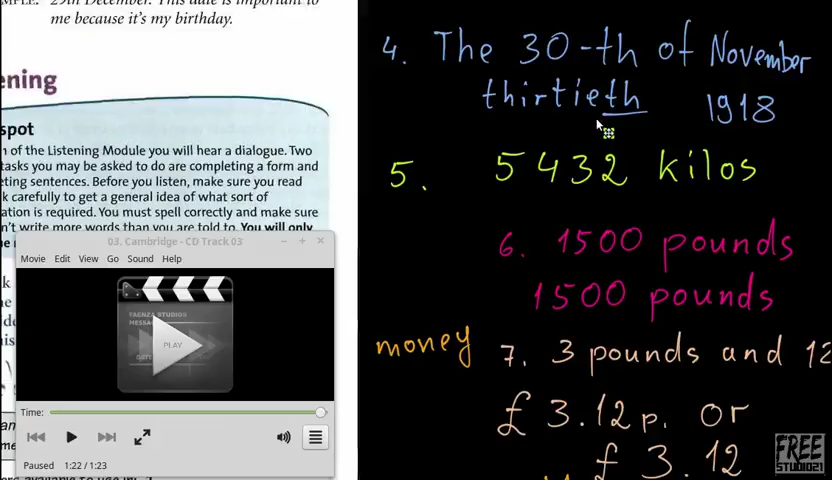 29th December. This date is important to
me because it's my birthday.
ening
spot
1 of the Listening Module you will hear a dialogue. Two
tasks you may be asked to do are completing a form and
eting sentences. Before you listen, make sure you read
k carefully to get a general idea of what sort of
ation is required. You must spell correctly and make sure
n't write more words than you are told to. You will only
03. Cambridge - CD Track 03
Movie Edit View Go Sound Help
FAENZA STUDIOS
PLAY
Time:
Paused 1:22 / 1:23
4. The 30-th of November
thirtieth 1918
5. 5432 kilos
6. 1500 pounds
1500 pounds
money 7. 3 pounds and 12
£ 3.12p. or
£ 3.12
FREE
STUDIO21